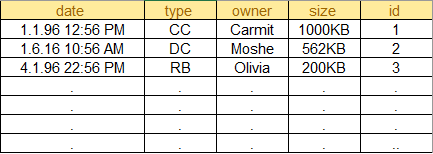 date type owner size id
1.1.96 12:56 PM CC Carmit 1000KB 1
1.6.16 10:56 AM DC Moshe 562KB 2
4.1.96 22:56 PM RB Olivia 200KB 3
. . . . .
. . . . .
. . . . .
. . . . ..